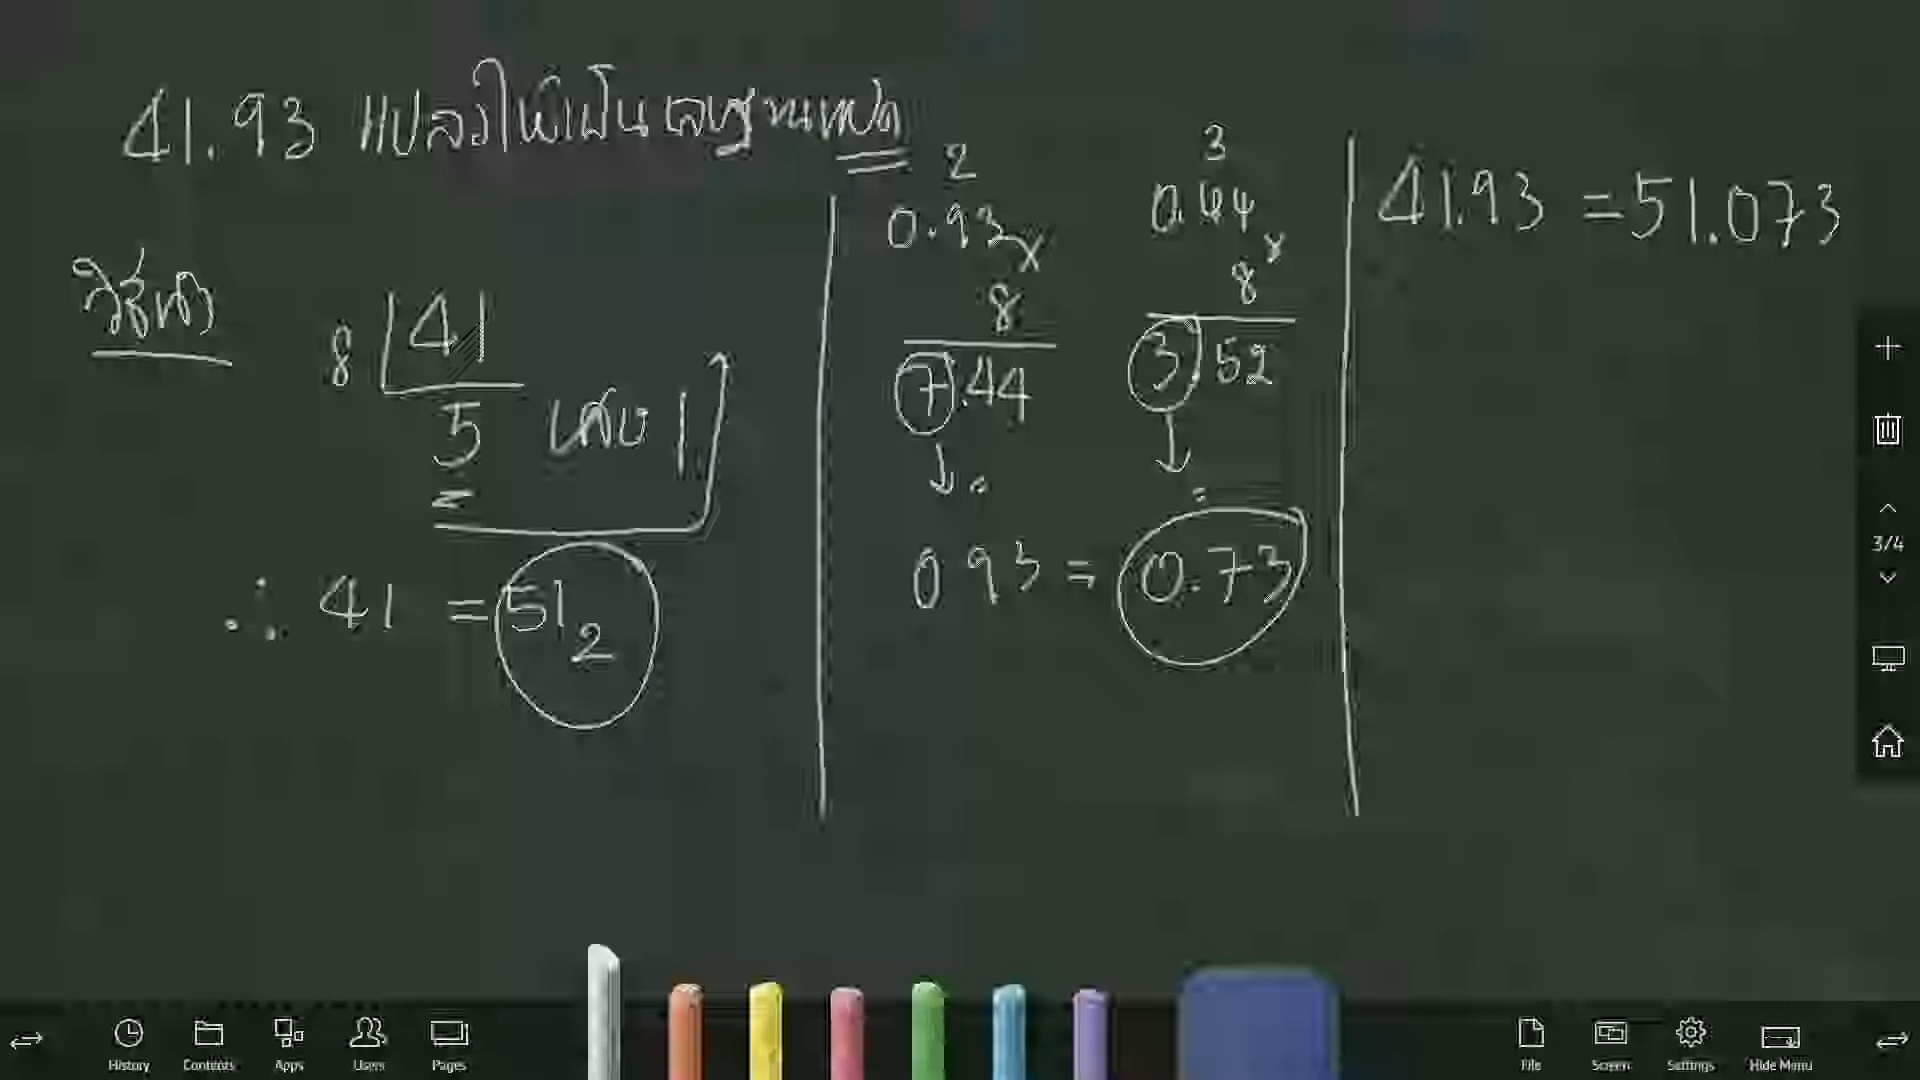 41.93 แปลงให้เป็นเลขฐานแปด
วิธีทำ
8 41
5 เศษ 1
∴ 41 = 51₂
2
0.93 x
8
7.44
0 93 = 0.73
3
0.44 x
8
3.52
41.93 = 51.073
3/4
History
Contents
Apps
Users
Pages
File
Screen
Settings
Hide Menu